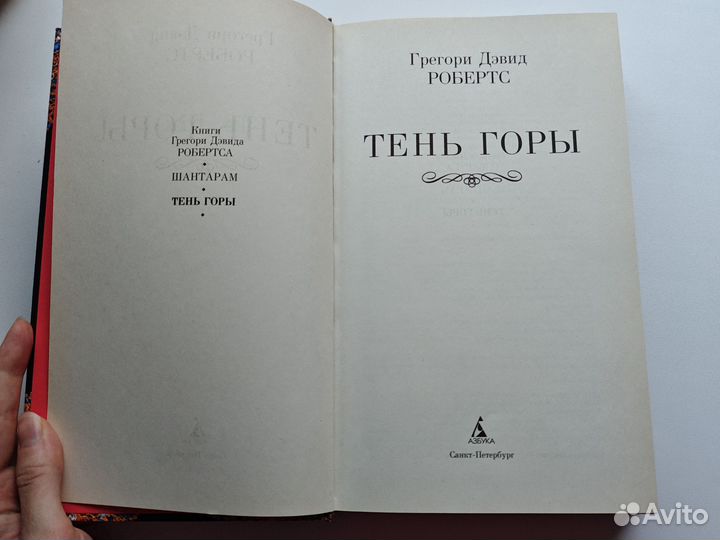 Книги
Грегори Дэвида
РОБЕРТСА
ШАНТАРАМ
ТЕНЬ ГОРЫ
Грегори Дэвид
РОБЕРТС
ТЕНЬ ГОРЫ
АЗБУКА
Санкт-Петербург
Avito